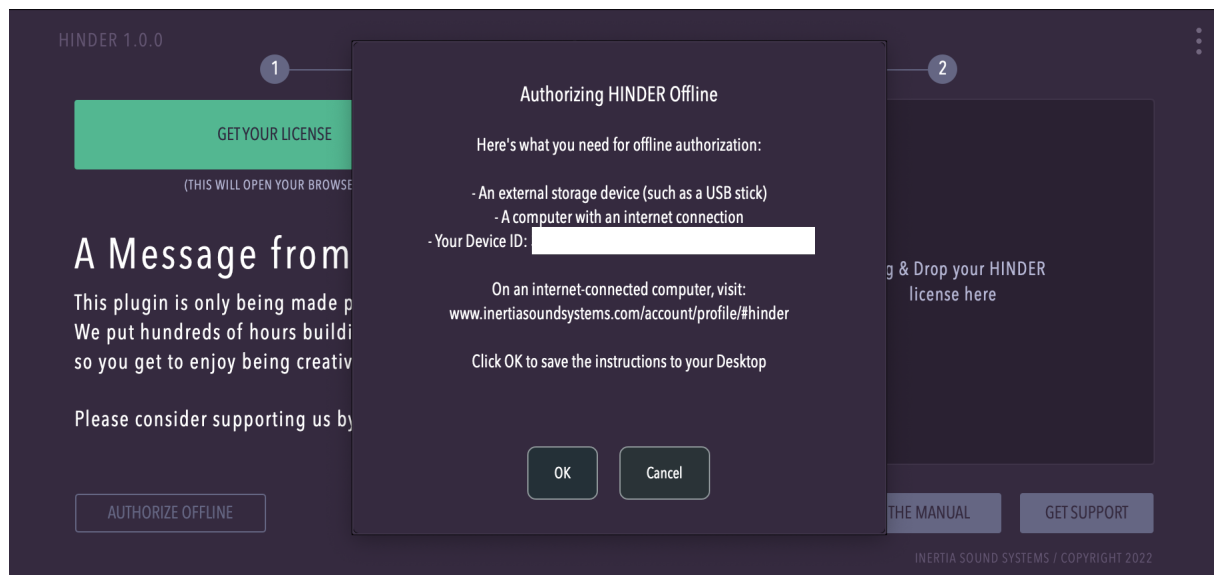 HINDER 1.0.0
1
2
GET YOUR LICENSE
(THIS WILL OPEN YOUR BROWSE
A Message from
This plugin is only being made p
We put hundreds of hours buildi
so you get to enjoy being creativ
Please consider supporting us by
AUTHORIZE OFFLINE
Authorizing HINDER Offline
Here's what you need for offline authorization:
- An external storage device (such as a USB stick)
- A computer with an internet connection
- Your Device ID:
On an internet-connected computer, visit:
www.inertiasoundsystems.com/account/profile/#hinder
Click OK to save the instructions to your Desktop
OK
Cancel
g & Drop your HINDER
license here
THE MANUAL
GET SUPPORT
INERTIA SOUND SYSTEMS / COPYRIGHT 2022